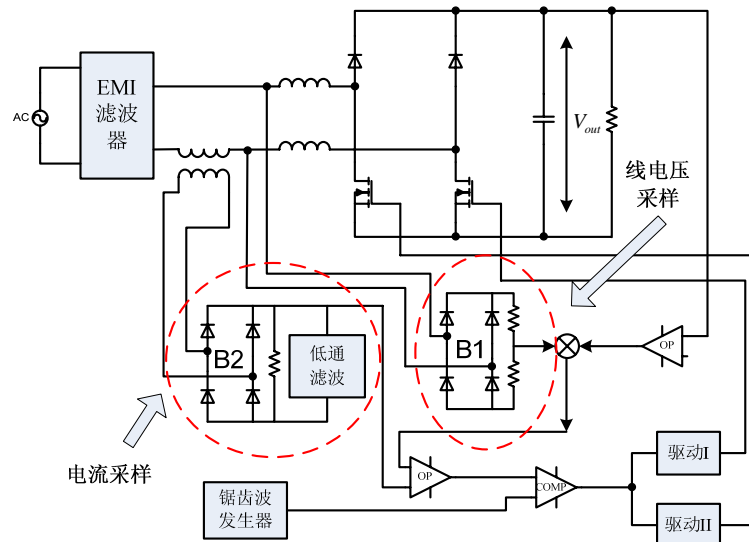 EMI
滤波
器
AC
V_out
线电压
采样
B2
低通
滤波
B1
OP
电流采样
OP
COMP
锯齿波
发生器
驱动I
驱动II